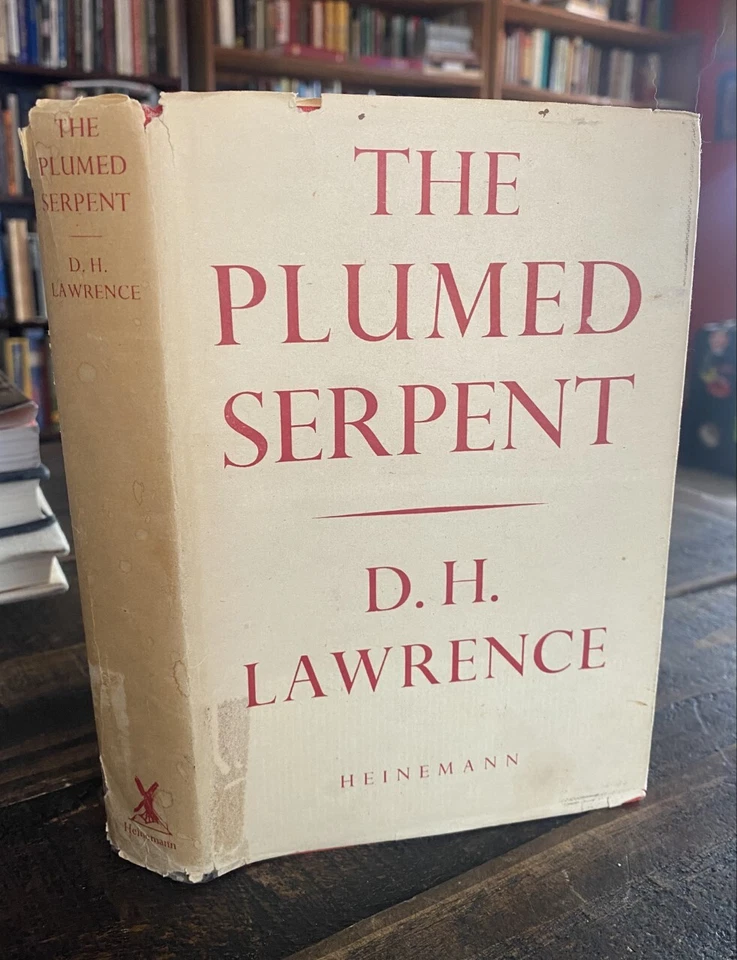 THE
PLUMED
SERPENT
D. H.
LAWRENCE
Heinemann
THE
PLUMED
SERPENT
D. H.
LAWRENCE
HEINEMANN